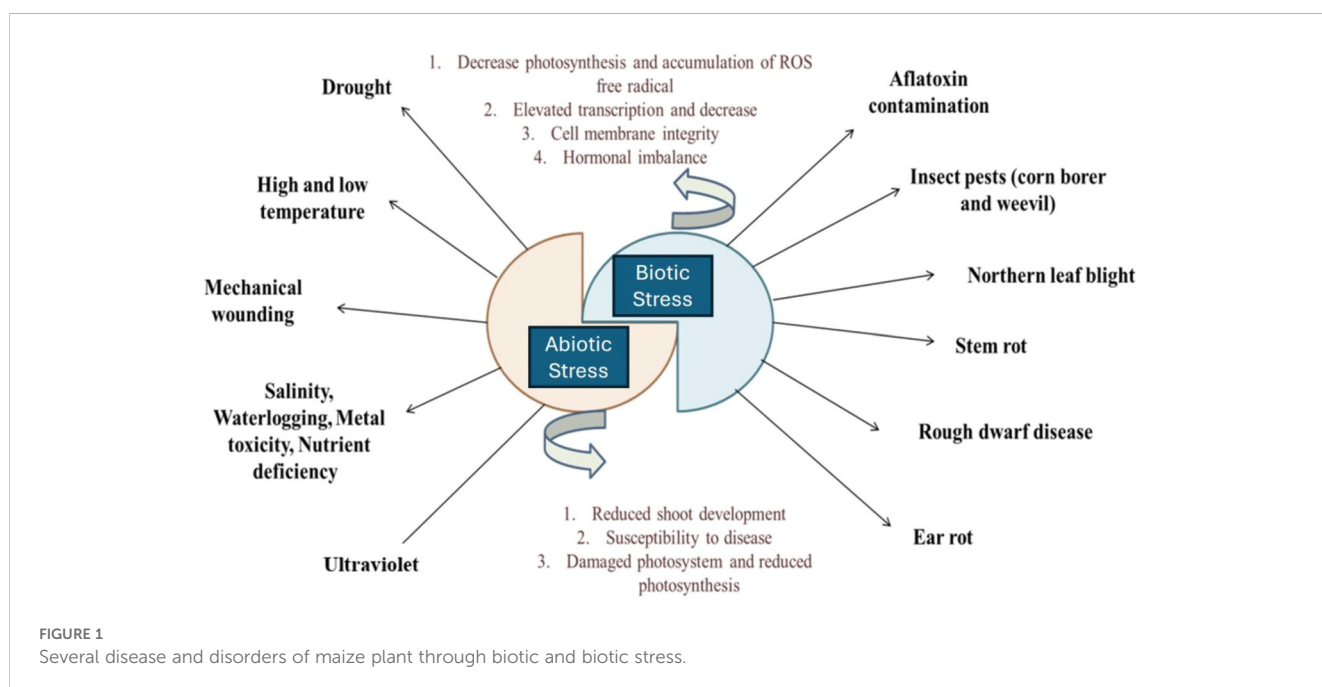 Drought
High and low
temperature
Mechanical
wounding
Salinity,
Waterlogging, Metal
toxicity, Nutrient
deficiency
Ultraviolet
1. Decrease photosynthesis and accumulation of ROS
free radical
2. Elevated transcription and decrease
3. Cell membrane integrity
4. Hormonal imbalance
Biotic
Stress
Abiotic
Stress
1. Reduced shoot development
2. Susceptibility to disease
3. Damaged photosystem and reduced
photosynthesis
Aflatoxin
contamination
Insect pests (corn borer
and weevil)
Northern leaf blight
Stem rot
Rough dwarf disease
Ear rot
FIGURE 1
Several disease and disorders of maize plant through biotic and biotic stress.